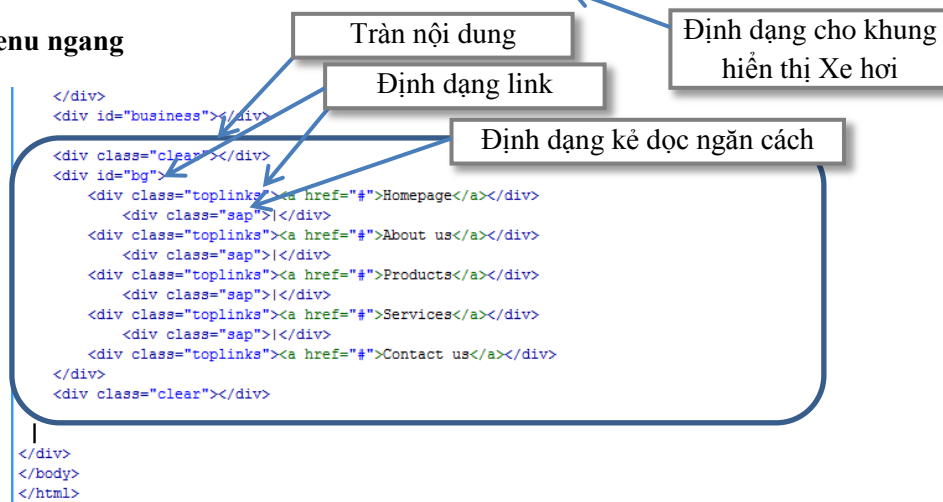 Định dạng cho khung
hiển thị Xe hơi
Tràn nội dung
enu ngang
Định dạng link
Định dạng kẻ dọc ngăn cách
</div>
<div id="business"></div>
<div class="clear"></div>
<div id="bg">
<div class="toplinks"><a href="#">Homepage</a></div>
<div class="sap">|</div>
<div class="toplinks"><a href="#">About us</a></div>
<div class="sap">|</div>
<div class="toplinks"><a href="#">Products</a></div>
<div class="sap">|</div>
<div class="toplinks"><a href="#">Services</a></div>
<div class="sap">|</div>
<div class="toplinks"><a href="#">Contact us</a></div>
</div>
<div class="clear"></div>
</div>
</body>
</html>